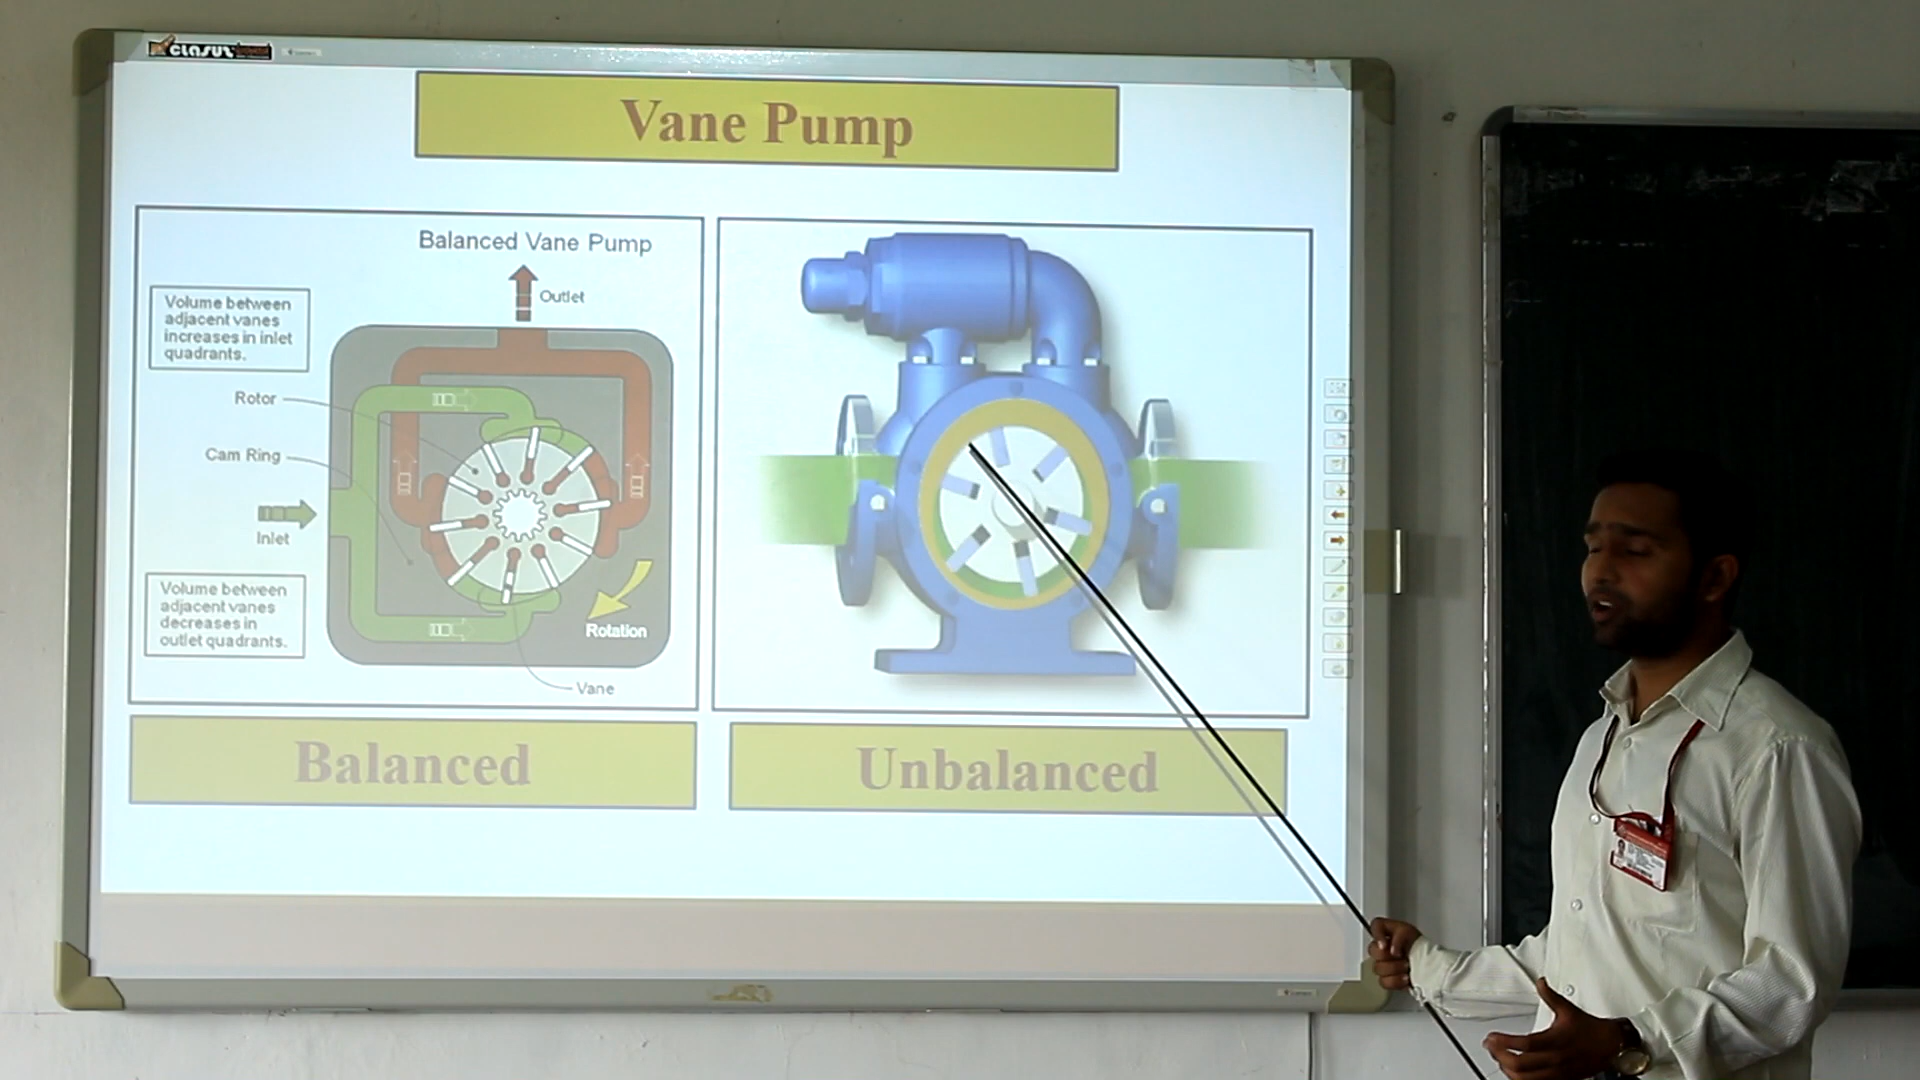 CLASUS
Vane Pump
Balanced Vane Pump
Outlet
Volume between
adjacent vanes
increases in inlet
quadrants.
Rotor
Cam Ring
Inlet
Volume between
adjacent vanes
decreases in
outlet quadrants.
Rotation
Vane
Balanced
Unbalanced